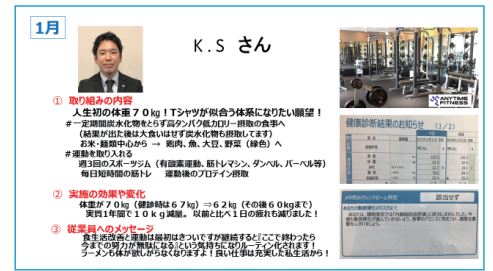 1月
K.S さん
① 取り組みの内容
人生初の体重７０㎏！Tシャツが似合う体系になりたい願望！
＃一定期間炭水化物をとらず高タンパク低カロリー摂取の食事へ
（結果が出た後は大食いはせず炭水化物も摂取してます）
お米・麺類中心から → 鶏肉、魚、大豆、野菜（緑色）へ
＃運動を取り入れる
週３日のスポーツジム（有酸素運動、筋トレマシン、ダンベル、バーベル等）
毎日短時間の筋トレ 運動後のプロテイン摂取
② 実施の効果や変化
体重が７０㎏（健診時は６７㎏）⇒６２㎏（その後６０㎏まで）
実質１年間で１０㎏減量。 以前と比べ１日の疲れも減りました！
③ 従業員へのメッセージ
食生活改善と運動は最初はきついですが継続すると『ここで終わったら
今までの努力が無駄になる』という気持ちになりルーティン化されます！
ラーメンも体が欲しがらなくなりますよ！良い仕事は充実した私生活から！
ANYTIME
FITNESS
健康診断結果のお知らせ （1／2）
該当せず